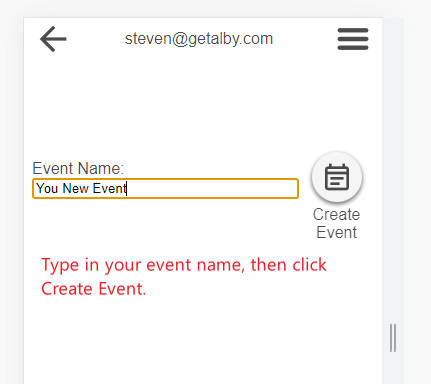 steven@getalby.com
Event Name:
You New Event
Create
Event
Type in your event name, then click
Create Event.